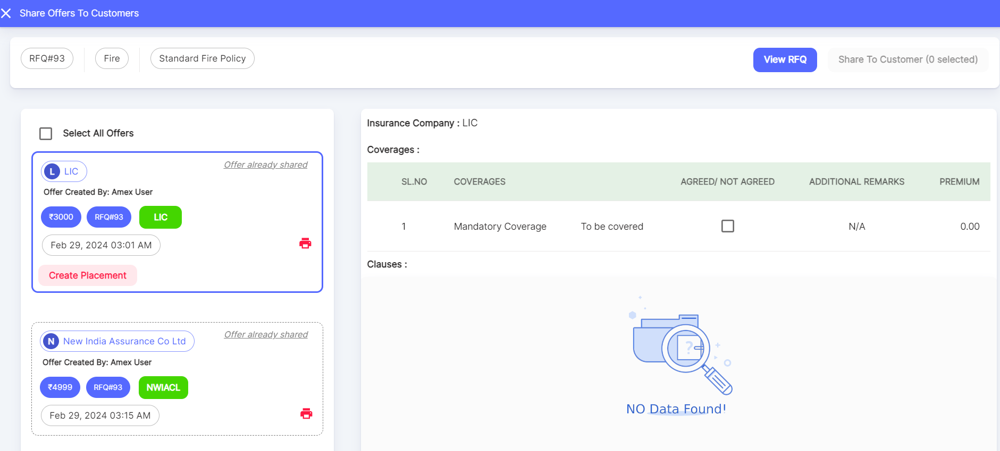 Share Offers To Customers
RFQ#93
Fire
Standard Fire Policy
View RFQ
Share To Customer (0 selected)
Select All Offers
Offer already shared
L LIC
Offer Created By: Amex User
₹3000
RFQ#93
LIC
Feb 29, 2024 03:01 AM
Create Placement
Offer already shared
N New India Assurance Co Ltd
Offer Created By: Amex User
₹4999
RFQ#93
NWIACL
Feb 29, 2024 03:15 AM
Insurance Company : LIC
Coverages :
SL.NO COVERAGES AGREED/ NOT AGREED ADDITIONAL REMARKS PREMIUM
1 Mandatory Coverage To be covered N/A 0.00
Clauses :
?
NO Data Found!